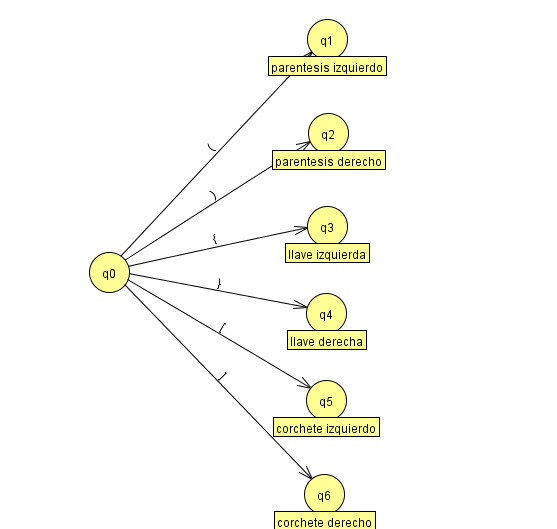 q1
parentesis izquierdo
(
q2
parentesis derecho
)
q3
{
llave izquierda
q0
}
q4
llave derecha
[
q5
corchete izquierdo
]
q6
corchete derecho